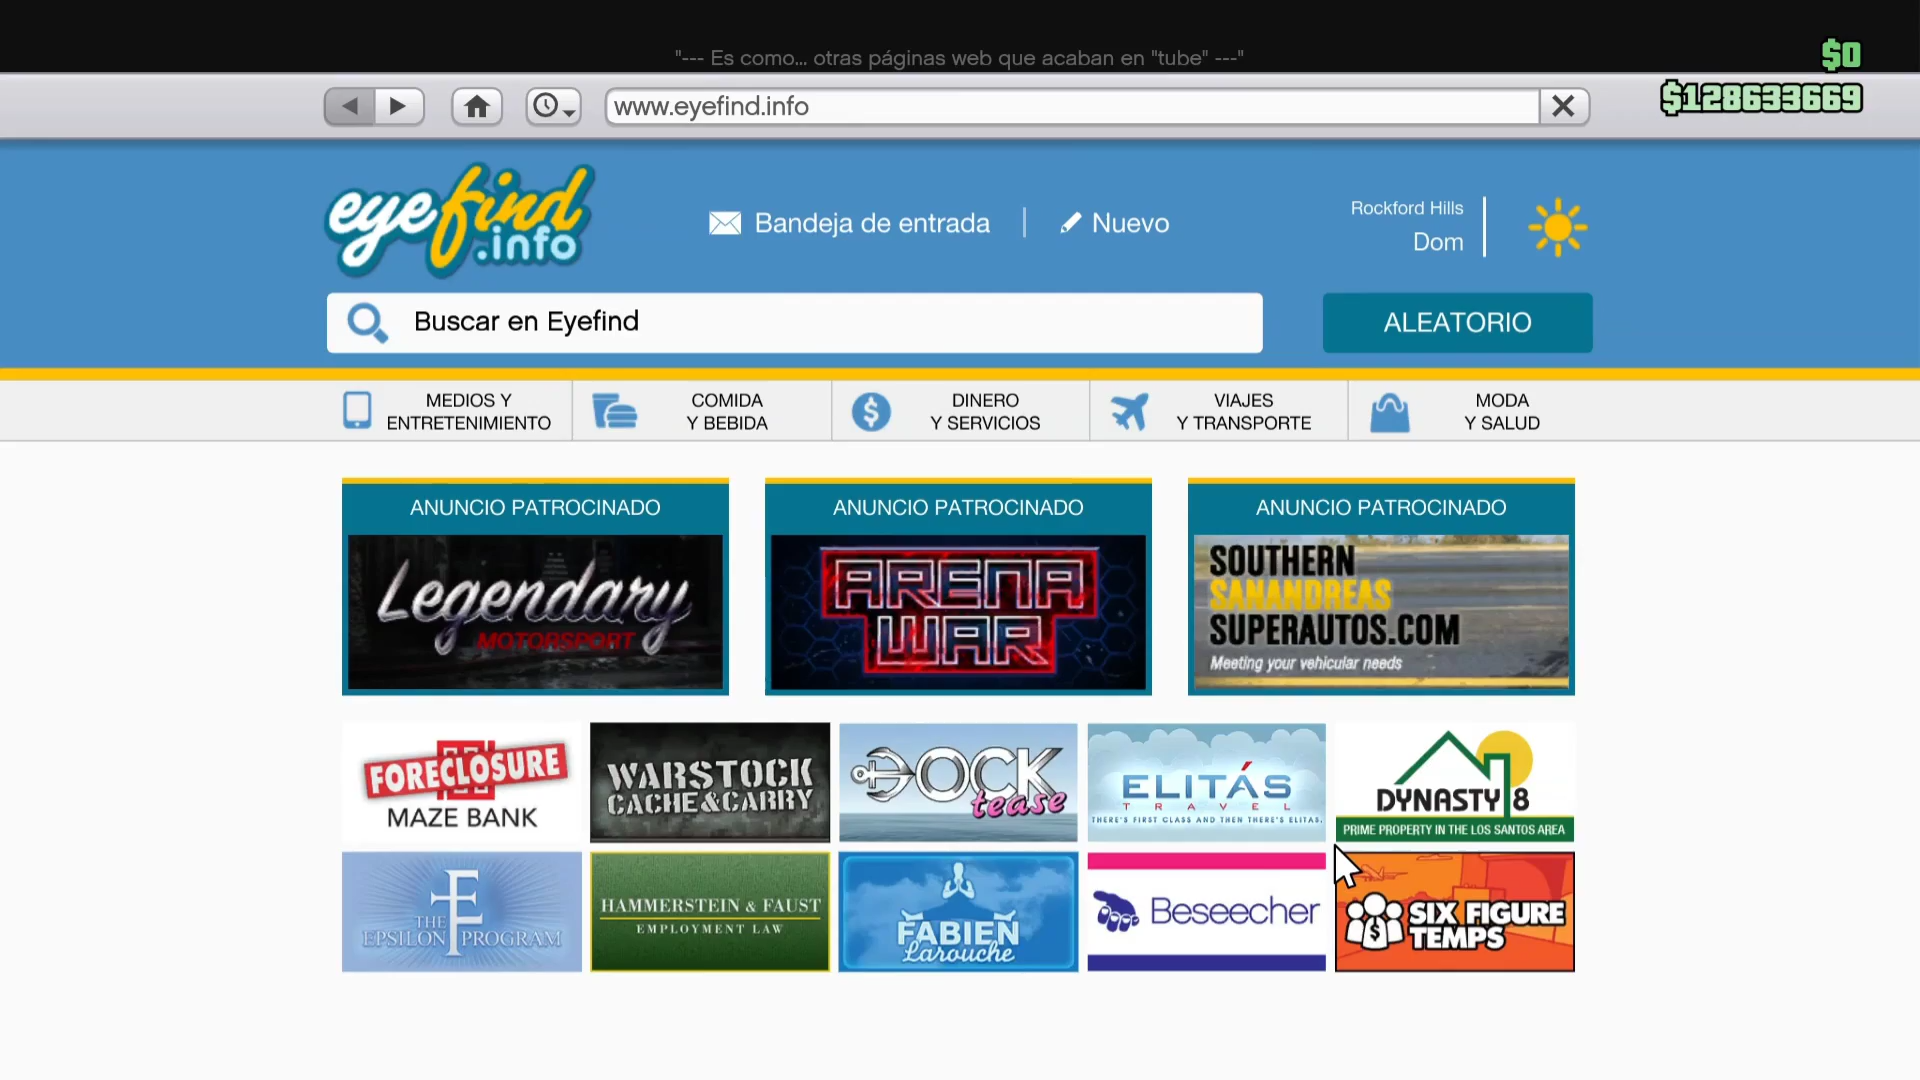 "--- Es como... otras páginas web que acaban en "tube" ---"
$0
$128633669
www.eyefind.info
eyefind
.info
Bandeja de entrada
Nuevo
Rockford Hills
Dom
Buscar en Eyefind
ALEATORIO
MEDIOS Y
ENTRETENIMIENTO
COMIDA
Y BEBIDA
DINERO
Y SERVICIOS
VIAJES
Y TRANSPORTE
MODA
Y SALUD
ANUNCIO PATROCINADO
Legendary
MOTORSPORT
ANUNCIO PATROCINADO
ARENA
WAR
ANUNCIO PATROCINADO
SOUTHERN
SANANDREAS
SUPERAUTOS.COM
Meeting your vehicular needs
FORECLOSURE
MAZE BANK
WARSTOCK
CACHE&CARRY
DOCK
tease
ELITÁS
TRAVEL
THERE'S FIRST CLASS AND THEN THERE'S ELITAS.
DYNASTY 8
PRIME PROPERTY IN THE LOS SANTOS AREA
THE
EPSILON PROGRAM
HAMMERSTEIN & FAUST
EMPLOYMENT LAW
FABIEN
Larouche
Beseecher
SIX FIGURE
TEMPS